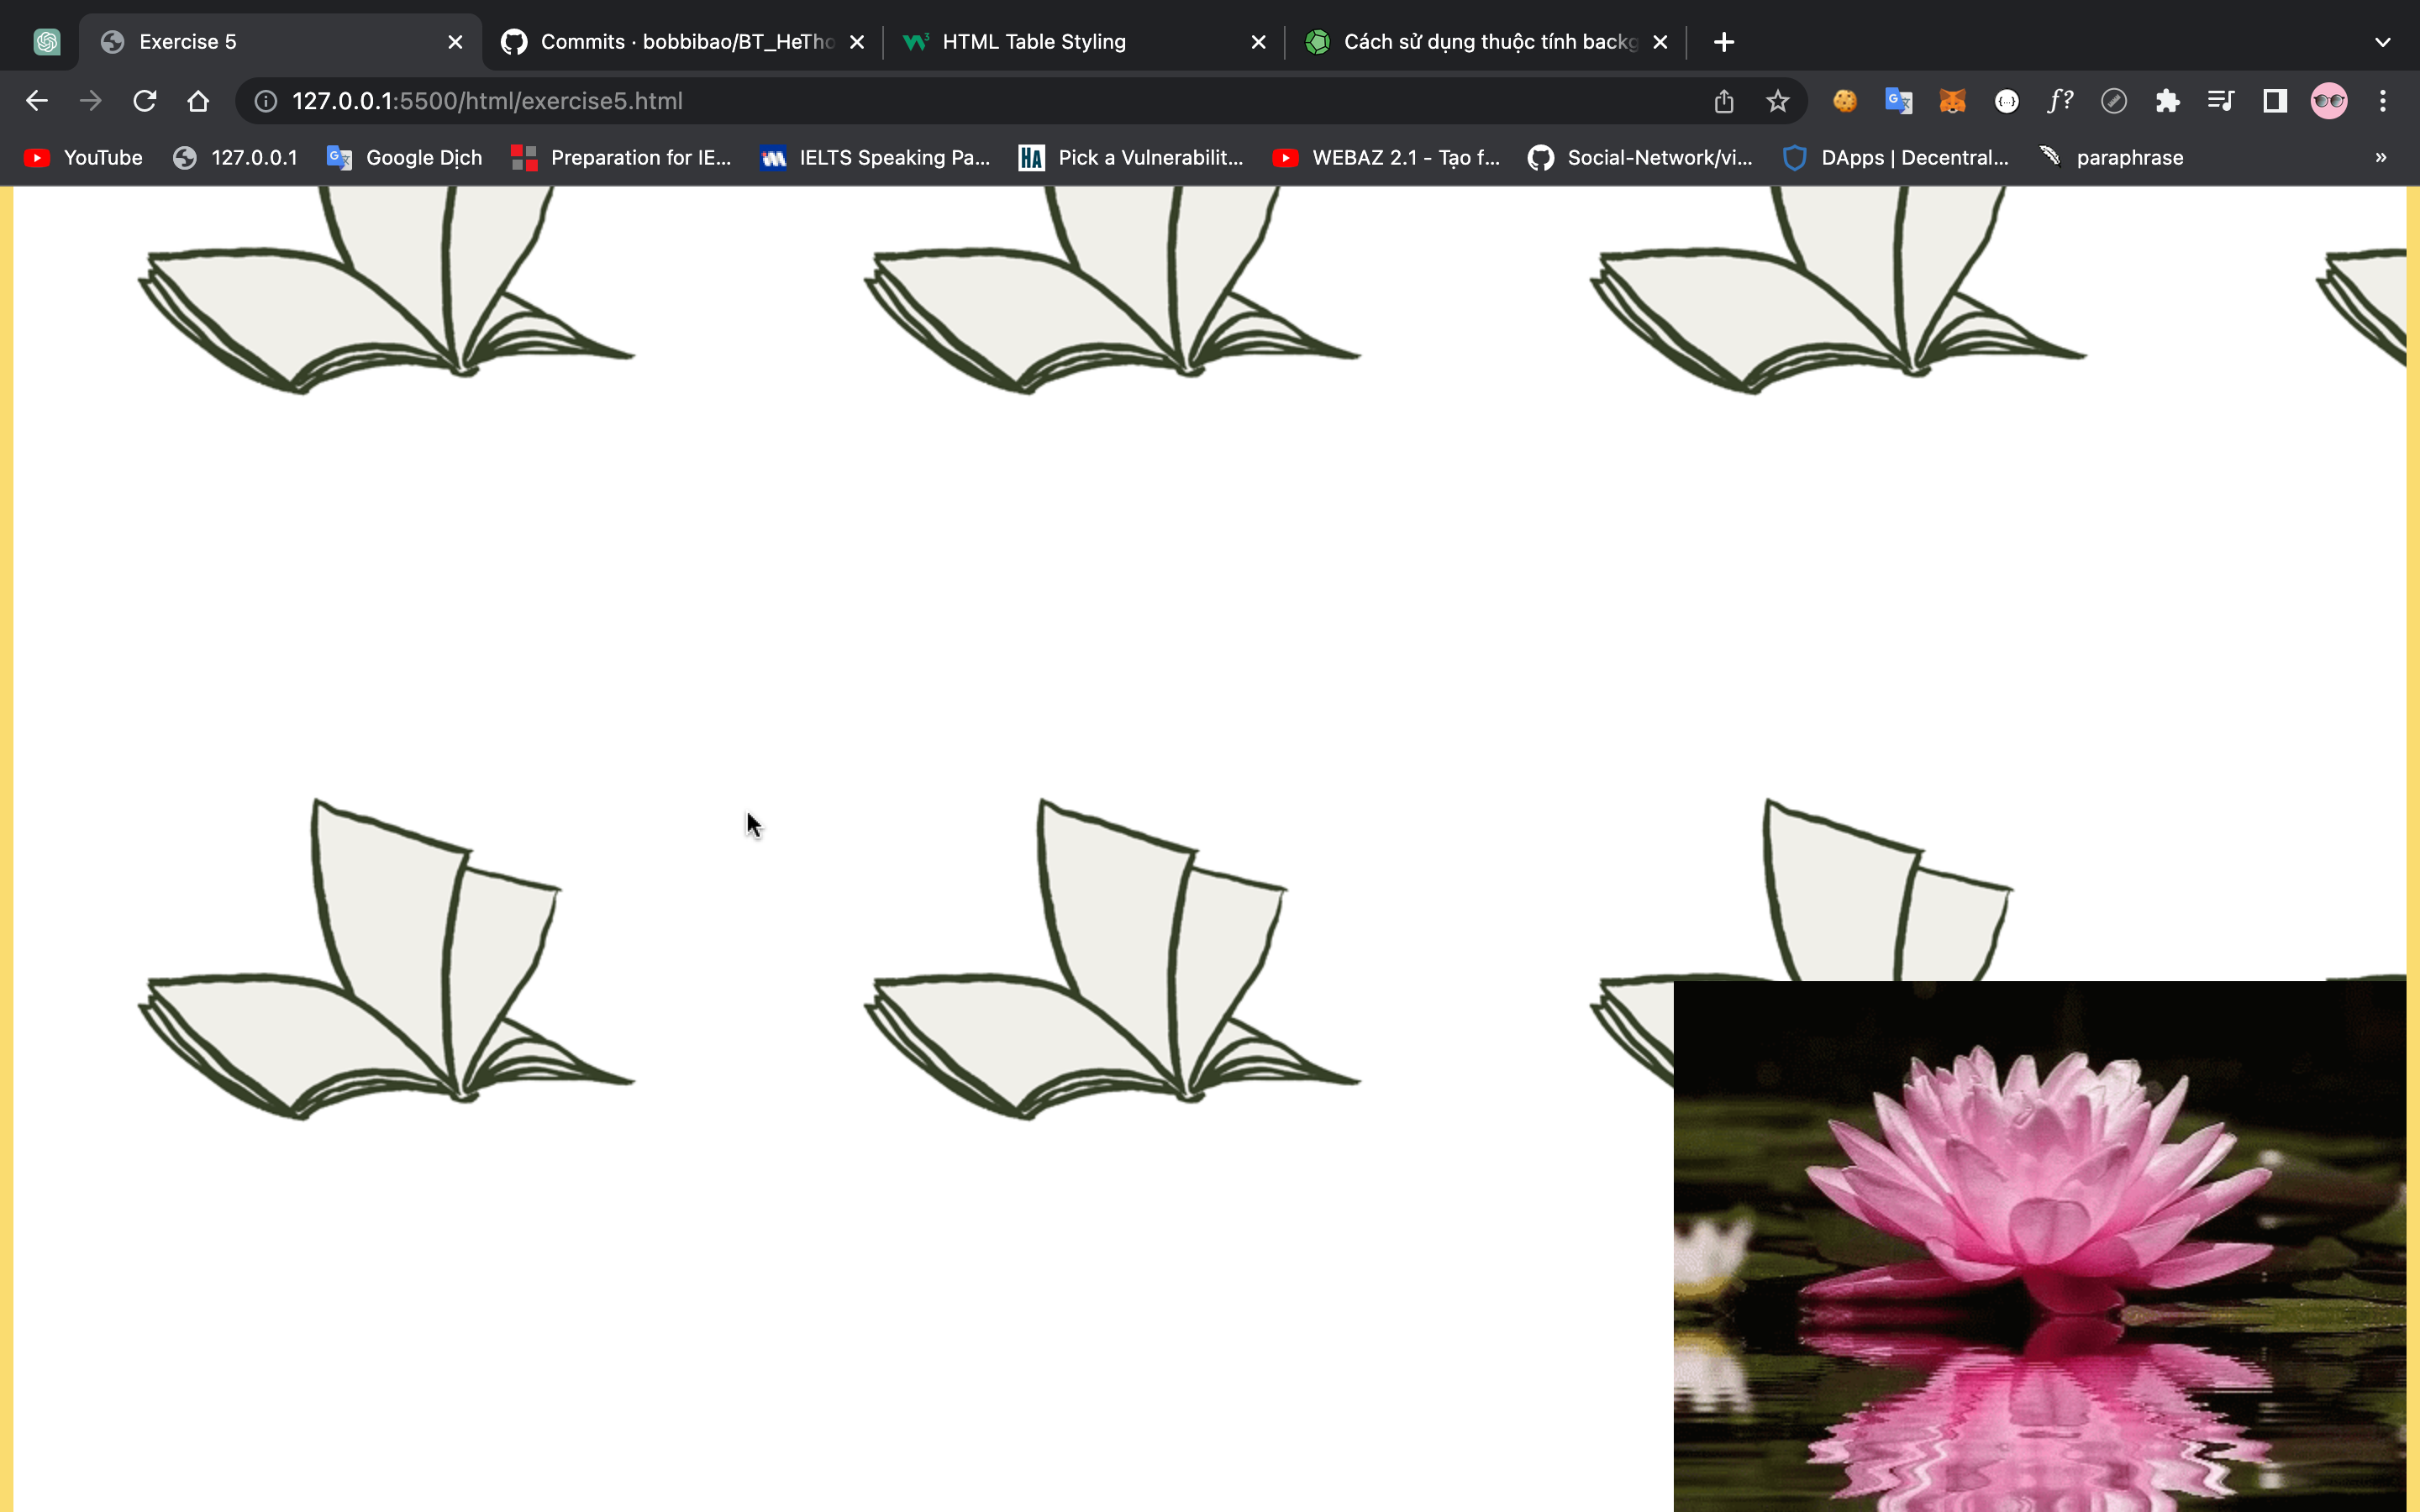 Exercise 5
Commits · bobbibao/BT_HeTho
HTML Table Styling
Cách sử dụng thuộc tính backg
127.0.0.1:5500/html/exercise5.html
YouTube
127.0.0.1
Google Dịch
Preparation for IE...
IELTS Speaking Pa...
HA
Pick a Vulnerabilit...
WEBAZ 2.1 - Tạo f...
Social-Network/vi...
DApps | Decentral...
paraphrase
»